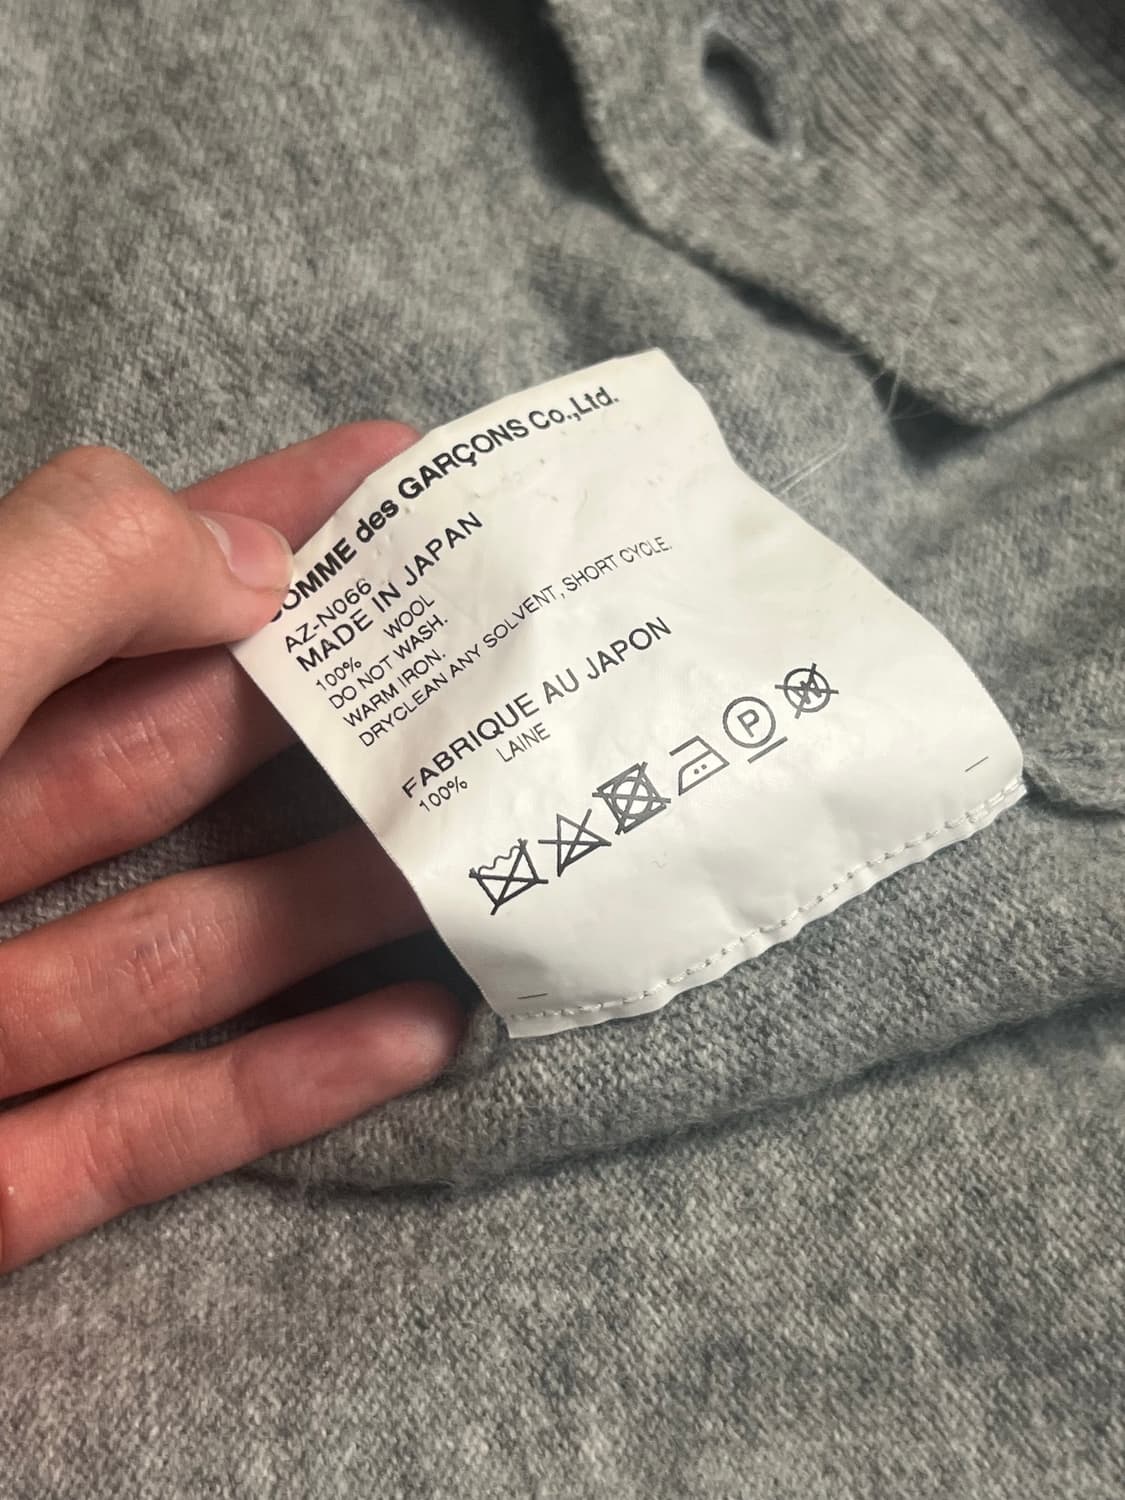 COMME des GARÇONS Co.,Ltd.
AZ-N066
MADE IN JAPAN
100% WOOL
DO NOT WASH.
WARM IRON.
DRYCLEAN ANY SOLVENT, SHORT CYCLE.
FABRIQUE AU JAPON
100% LAINE
P W